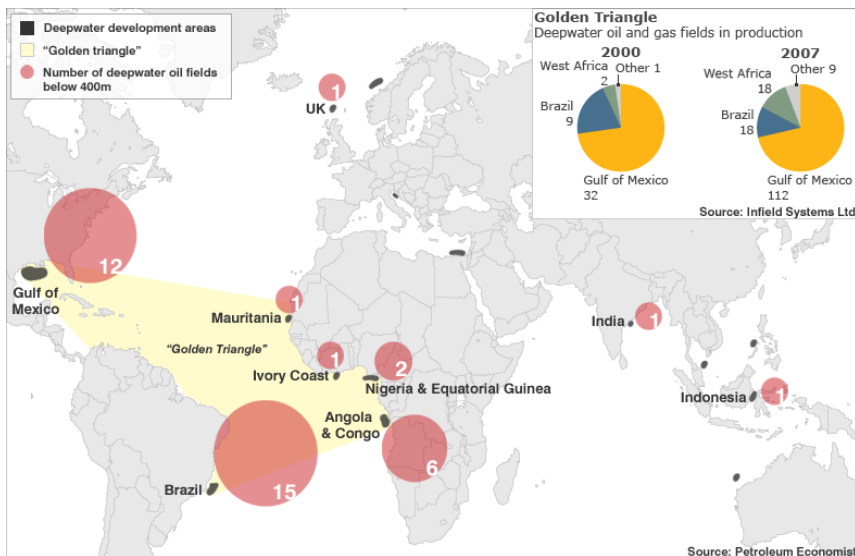 Deepwater development areas
“Golden triangle”
Number of deepwater oil fields
below 400m
Golden Triangle
Deepwater oil and gas fields in production
2000
West Africa
2
Other 1
Brazil
9
Gulf of Mexico
32
2007
West Africa
18
Other 9
Brazil
18
Gulf of Mexico
112
Source: Infield Systems Ltd
1
UK
12
Gulf of
Mexico
1
Mauritania
“Golden Triangle”
1
Ivory Coast
2
Nigeria & Equatorial Guinea
Angola
& Congo
6
15
Brazil
India
1
Indonesia
1
Source: Petroleum Economist